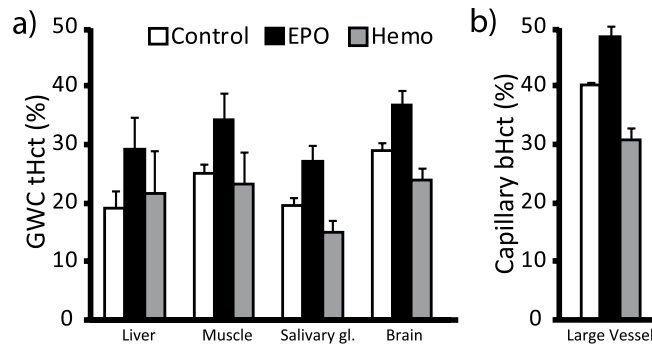 a)
Control EPO Hemo
GWC tHct (%)
50
40
30
20
10
0
Liver Muscle Salivary gl. Brain
b)
Capillary bHct (%)
50
40
30
20
10
0
Large Vessel